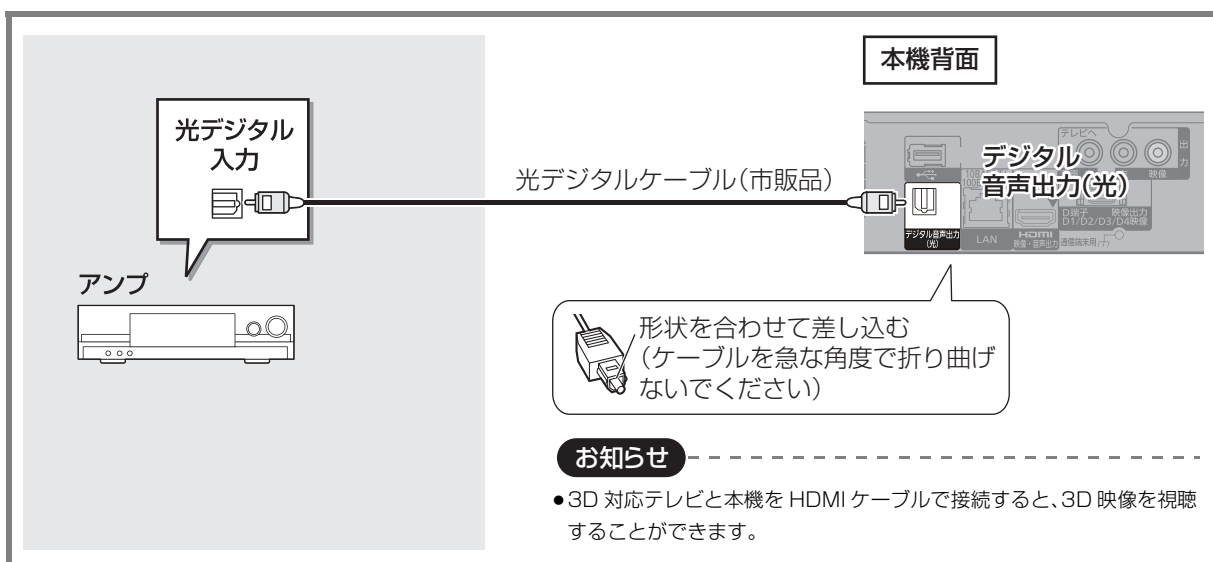 本機背面
光デジタル
入力
光デジタルケーブル（市販品）
アンプ
テレビへ
出力
映像
デジタル
音声出力（光）
D端子 映像出力
D1/D2/D3/D4映像
デジタル音声出力
（光）
LAN
HDMI
映像・音声出力
通信端末用
形状を合わせて差し込む
（ケーブルを急な角度で折り曲げ
ないでください）
お知らせ
●3D 対応テレビと本機を HDMI ケーブルで接続すると、3D 映像を視聴
することができます。